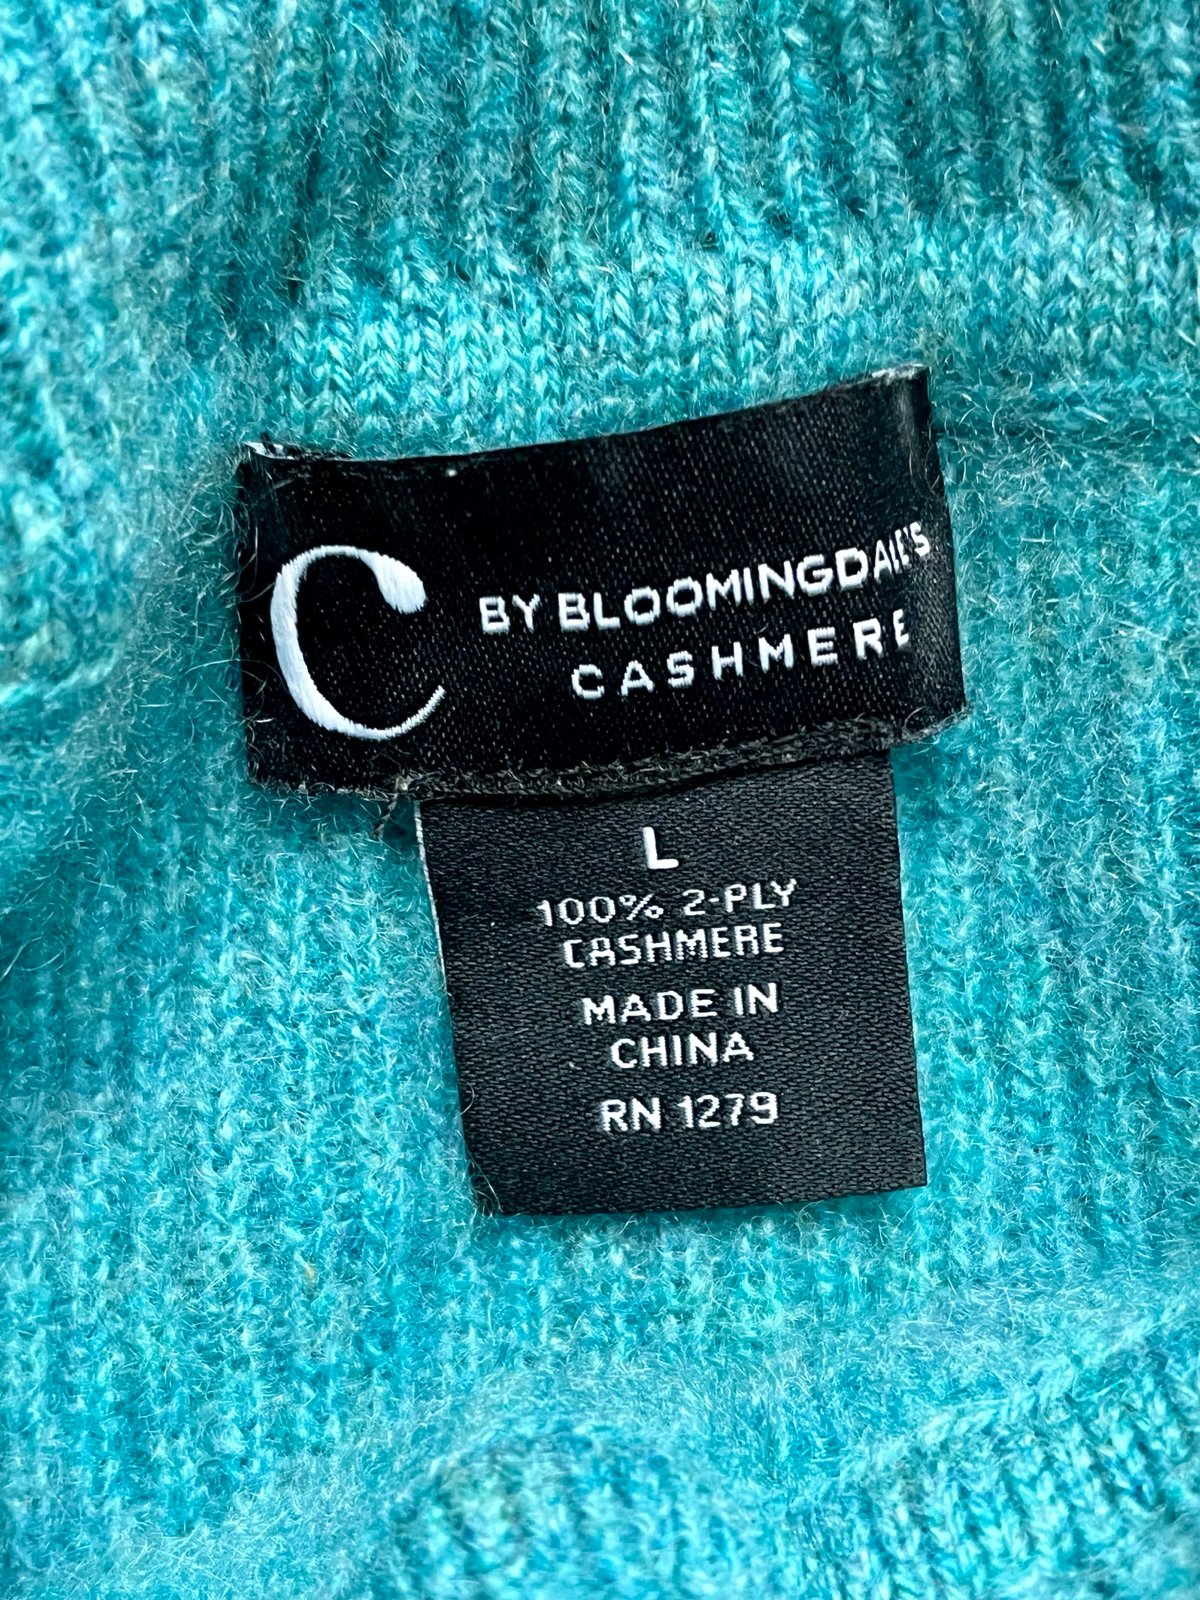 C
BY BLOOMINGDALE'S
CASHMERE
L
100% 2-PLY
CASHMERE
MADE IN
CHINA
RN 1279